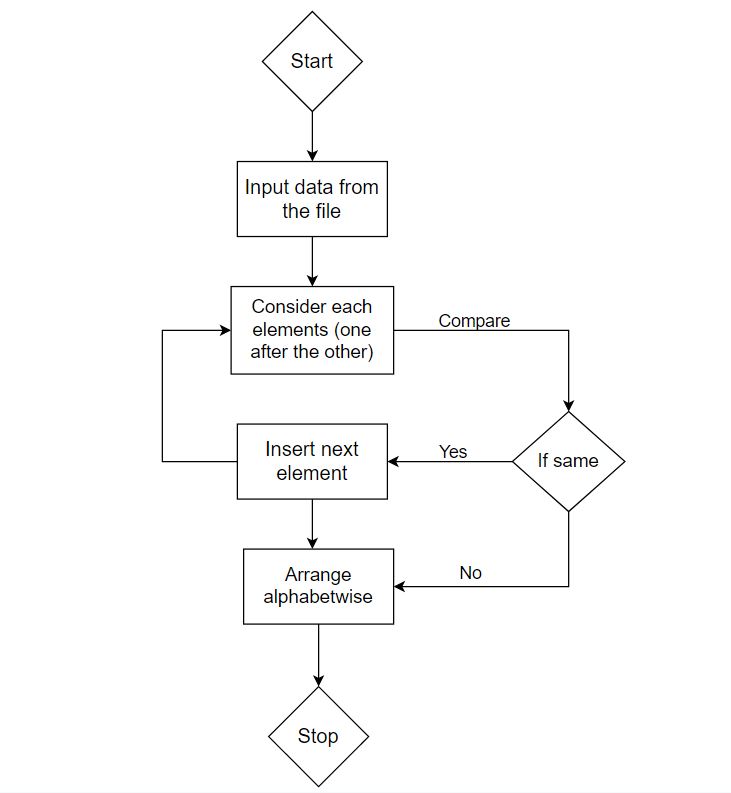 Start
Input data from
the file
Consider each
elements (one
after the other)
Compare
If same
Yes
Insert next
element
No
Arrange
alphabetwise
Stop